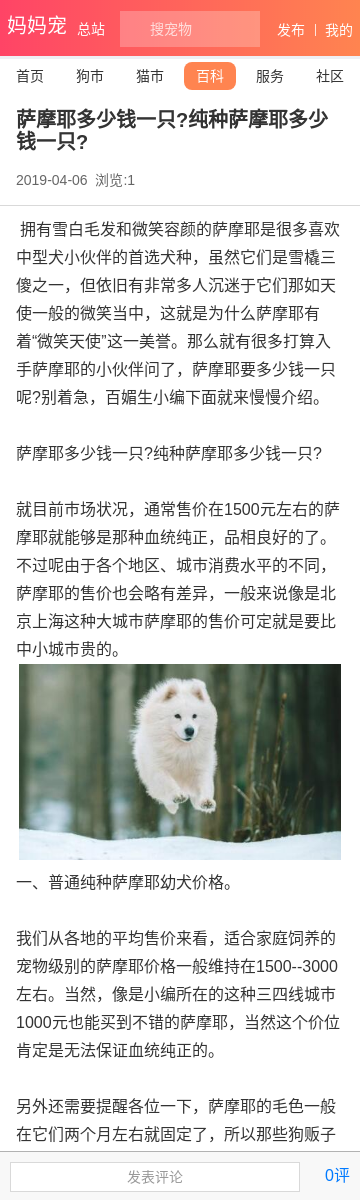 妈妈宠 总站 搜宠物 发布 | 我的
首页 狗市 猫市 百科 服务 社区
萨摩耶多少钱一只?纯种萨摩耶多少
钱一只?
2019-04-06 浏览:1
拥有雪白毛发和微笑容颜的萨摩耶是很多喜欢
中型犬小伙伴的首选犬种，虽然它们是雪橇三
傻之一，但依旧有非常多人沉迷于它们那如天
使一般的微笑当中，这就是为什么萨摩耶有
着“微笑天使”这一美誉。那么就有很多打算入
手萨摩耶的小伙伴问了，萨摩耶要多少钱一只
呢?别着急，百媚生小编下面就来慢慢介绍。
萨摩耶多少钱一只?纯种萨摩耶多少钱一只?
就目前市场状况，通常售价在1500元左右的萨
摩耶就能够是那种血统纯正，品相良好的了。
不过呢由于各个地区、城市消费水平的不同，
萨摩耶的售价也会略有差异，一般来说像是北
京上海这种大城市萨摩耶的售价可定就是要比
中小城市贵的。
一、普通纯种萨摩耶幼犬价格。
我们从各地的平均售价来看，适合家庭饲养的
宠物级别的萨摩耶价格一般维持在1500--3000
左右。当然，像是小编所在的这种三四线城市
1000元也能买到不错的萨摩耶，当然这个价位
肯定是无法保证血统纯正的。
另外还需要提醒各位一下，萨摩耶的毛色一般
在它们两个月左右就固定了，所以那些狗贩子
发表评论 0评